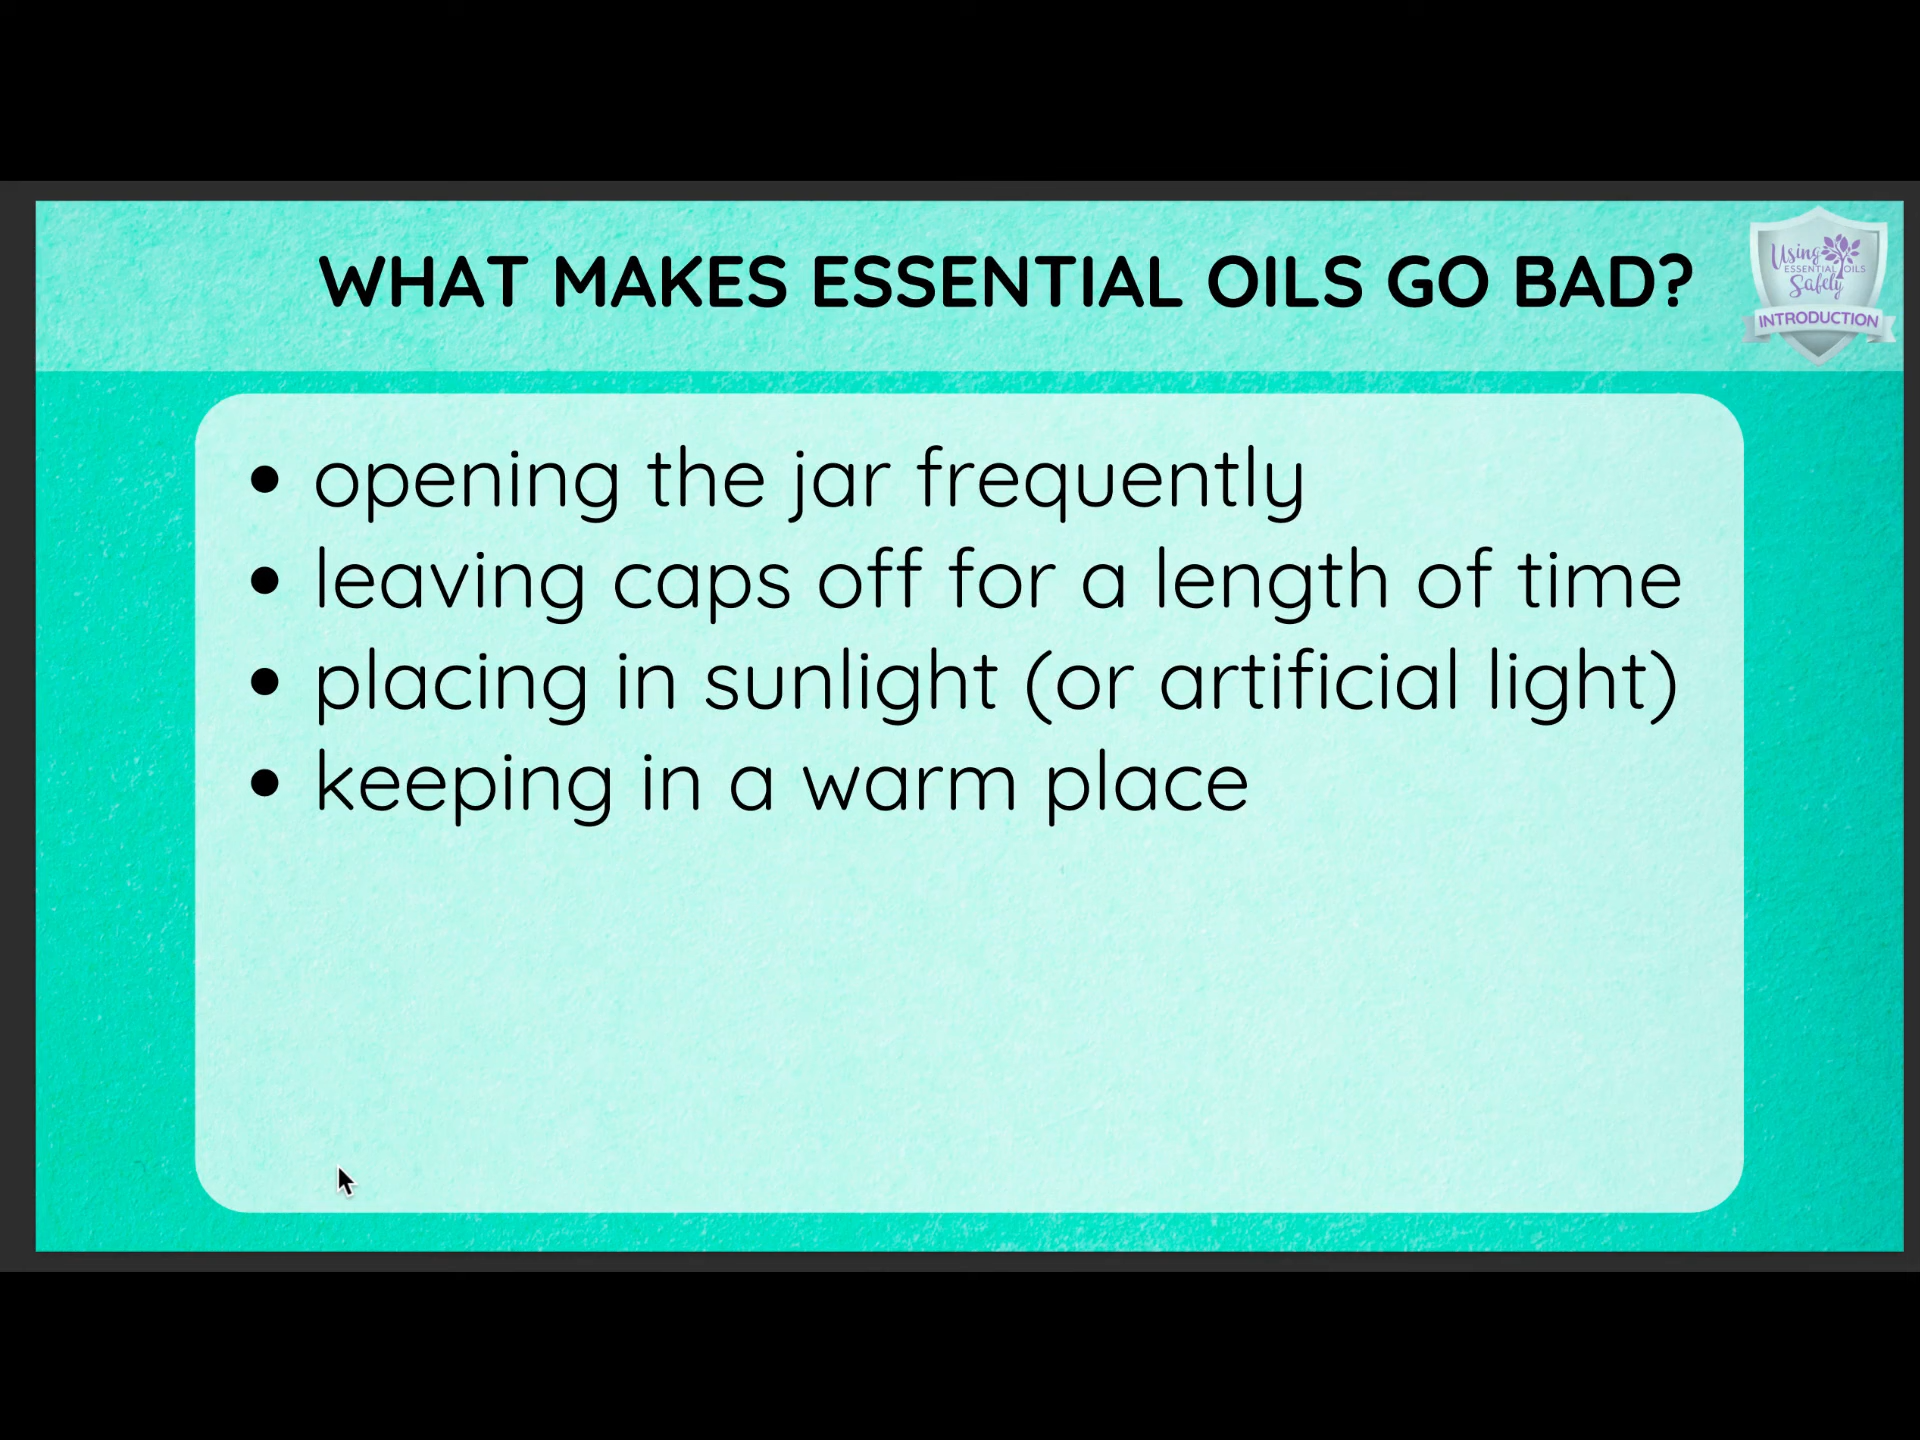 WHAT MAKES ESSENTIAL OILS GO BAD?
Using
ESSENTIAL OILS
Safely
INTRODUCTION
• opening the jar frequently
• leaving caps off for a length of time
• placing in sunlight (or artificial light)
• keeping in a warm place